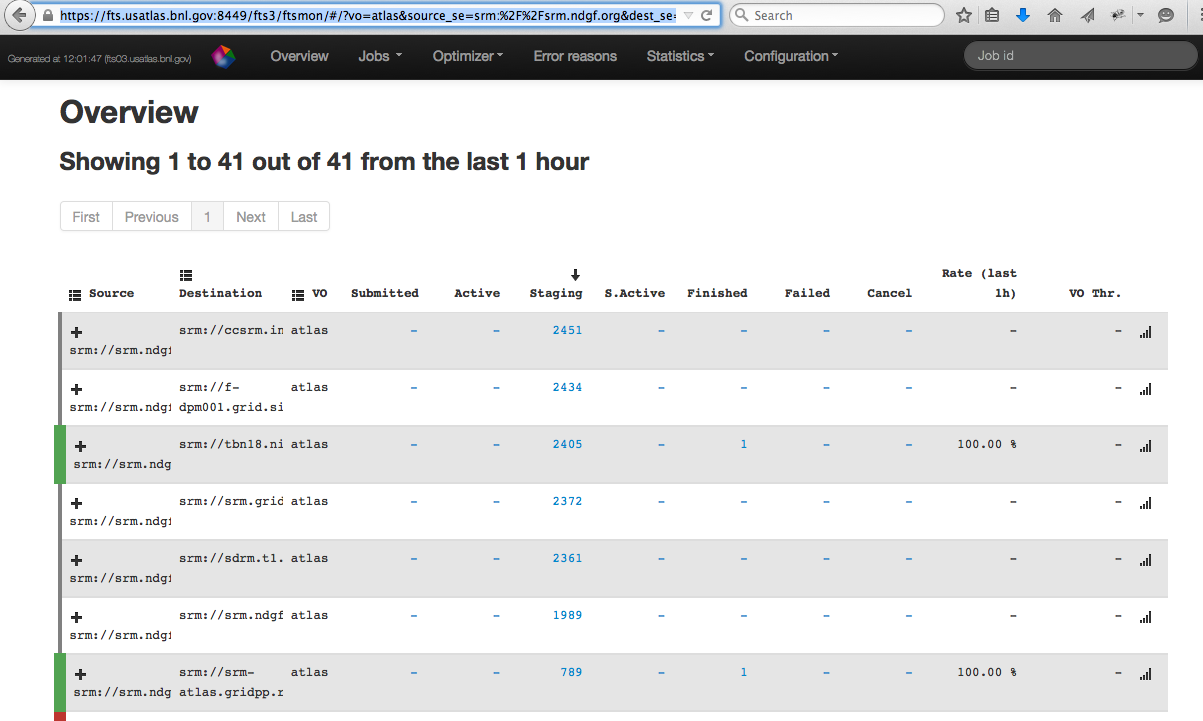 https://fts.usatlas.bnl.gov:8449/fts3/ftsmon/#/?vo=atlas&source_se=srm:%2F%2Fsrm.ndgf.org&dest_se=
Search
Generated at 12:01:47 (fts03.usatlas.bnl.gov)
Overview
Jobs
Optimizer
Error reasons
Statistics
Configuration
Job id
Overview
Showing 1 to 41 out of 41 from the last 1 hour
First Previous 1 Next Last
Source Destination VO Submitted Active Staging S.Active Finished Failed Cancel Rate (last 1h) VO Thr.
srm://srm.ndgf srm://ccsrm.in atlas - - 2451 - - - - - -
srm://srm.ndgf srm://f-dpm001.grid.si atlas - - 2434 - - - - - -
srm://srm.ndg srm://tbn18.ni atlas - - 2405 - 1 - - 100.00 % -
srm://srm.ndgf srm://srm.grid atlas - - 2372 - - - - - -
srm://srm.ndgf srm://sdrm.t1. atlas - - 2361 - - - - - -
srm://srm.ndgf srm://srm.ndgf atlas - - 1989 - - - - - -
srm://srm.ndg srm://srm-atlas.gridpp.r atlas - - 789 - 1 - - 100.00 % -